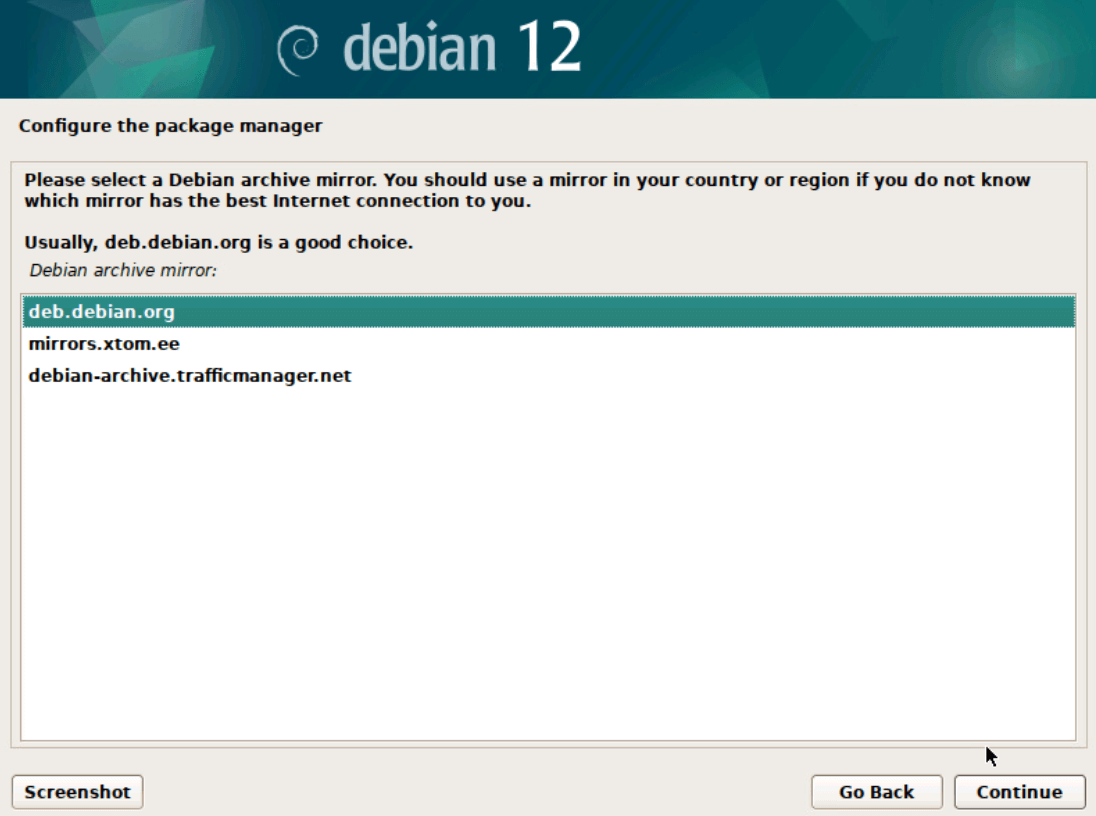 debian 12
Configure the package manager
Please select a Debian archive mirror. You should use a mirror in your country or region if you do not know
which mirror has the best Internet connection to you.
Usually, deb.debian.org is a good choice.
Debian archive mirror:
deb.debian.org
mirrors.xtom.ee
debian-archive.trafficmanager.net
Screenshot
Go Back
Continue